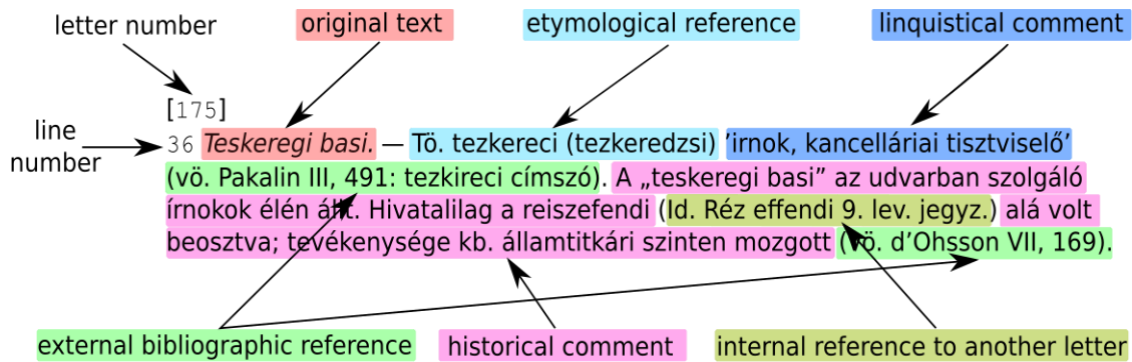 letter number original text etymological reference linquistical comment
[175]
line
number
36 Teskeregi basi. — Tö. tezkereci (tezkeredzsi) 'irnok, kancelláriai tisztviselő'
(vö. Pakalin III, 491: tezkireci címszó). A „teskeregi basi” az udvarban szolgáló
írnokok élén állt. Hivatalilag a reiszefendi (ld. Réz effendi 9. lev. jegyz.) alá volt
beosztva; tevékenysége kb. államtitkári szinten mozgott (vö. d'Ohsson VII, 169).
external bibliographic reference historical comment internal reference to another letter